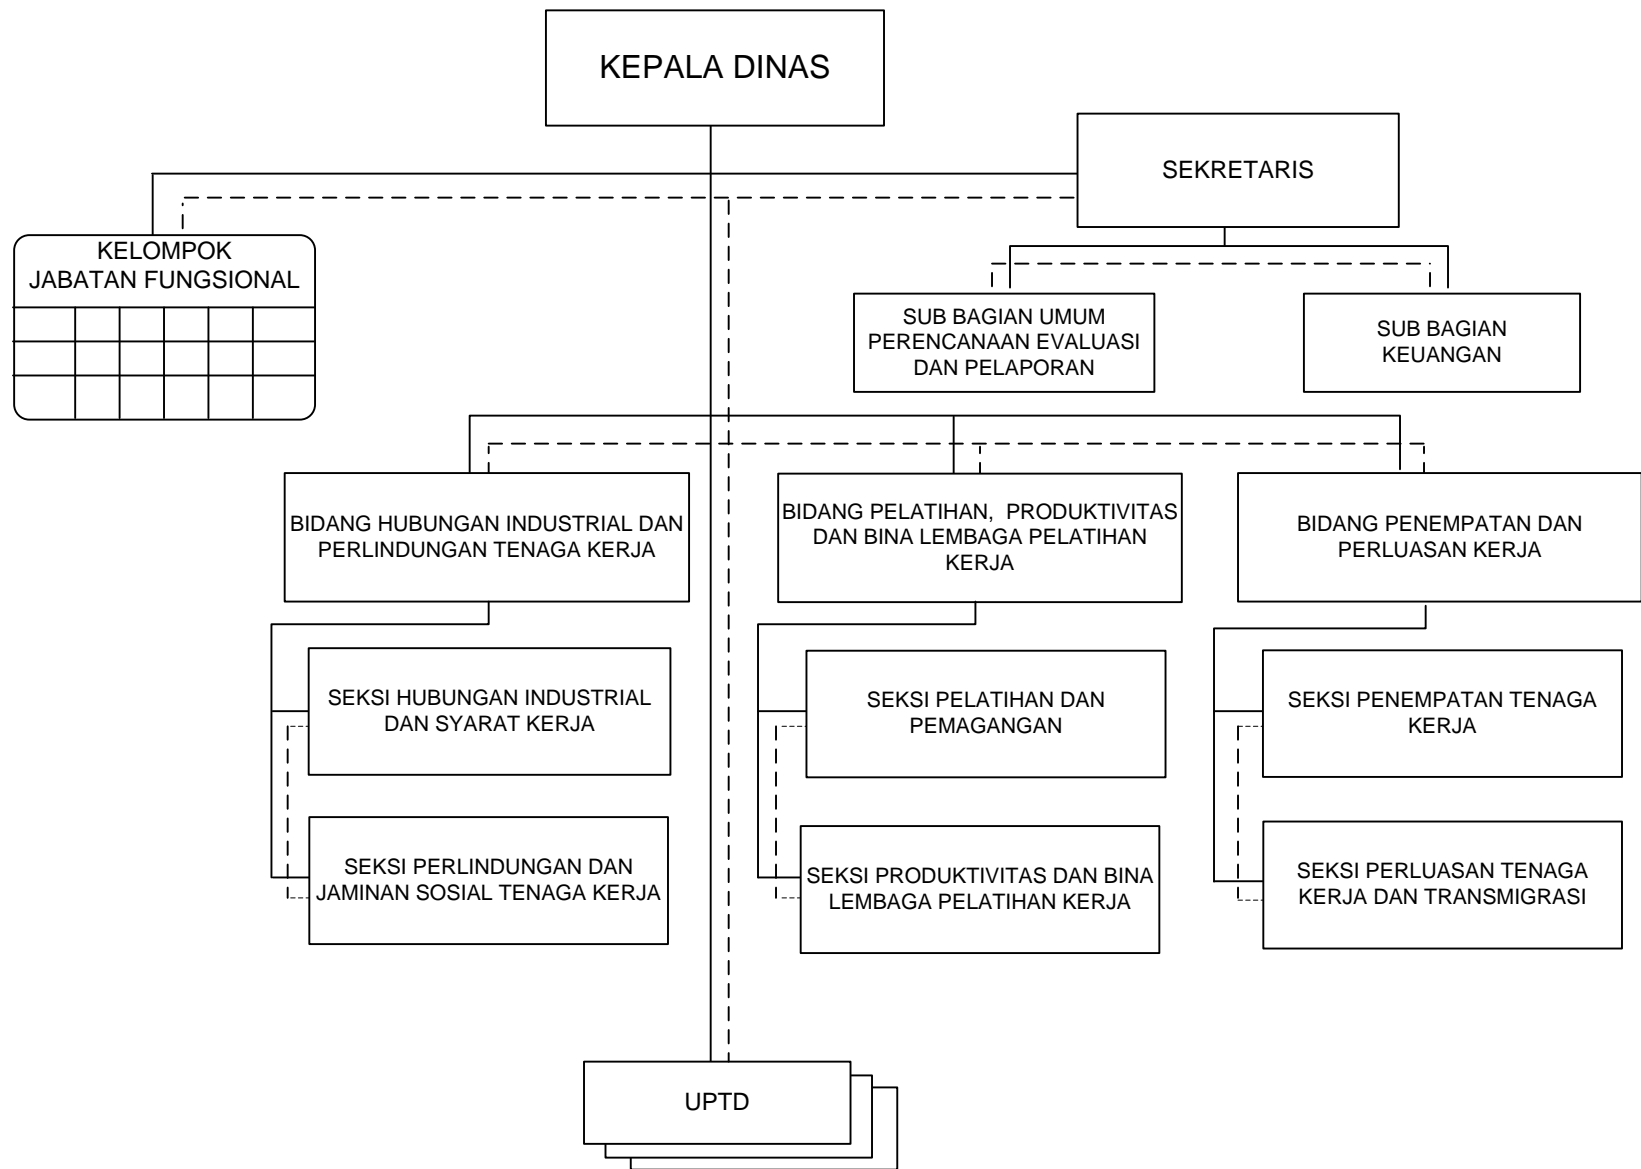 KEPALA DINAS
SEKRETARIS
KELOMPOK
JABATAN FUNGSIONAL
SUB BAGIAN UMUM
PERENCANAAN EVALUASI
DAN PELAPORAN
SUB BAGIAN
KEUANGAN
BIDANG HUBUNGAN INDUSTRIAL DAN
PERLINDUNGAN TENAGA KERJA
BIDANG PELATIHAN,  PRODUKTIVITAS
DAN BINA LEMBAGA PELATIHAN
KERJA
BIDANG PENEMPATAN DAN
PERLUASAN KERJA
SEKSI HUBUNGAN INDUSTRIAL
DAN SYARAT KERJA
SEKSI PELATIHAN DAN
PEMAGANGAN
SEKSI PENEMPATAN TENAGA
KERJA
SEKSI PERLINDUNGAN DAN
JAMINAN SOSIAL TENAGA KERJA
SEKSI PRODUKTIVITAS DAN BINA
LEMBAGA PELATIHAN KERJA
SEKSI PERLUASAN TENAGA
KERJA DAN TRANSMIGRASI
UPTD